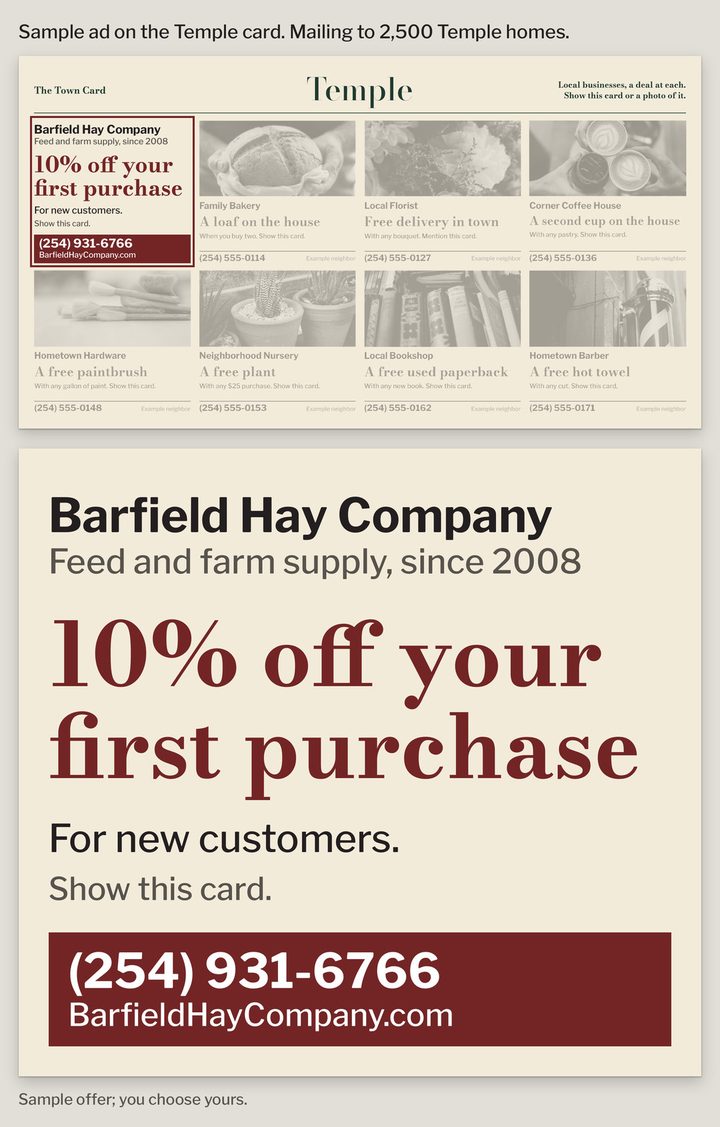 Sample ad on the Temple card. Mailing to 2,500 Temple homes.
The Town Card
Temple
Local businesses, a deal at each.
Show this card or a photo of it.
Barfield Hay Company
Feed and farm supply, since 2008
10% off your
first purchase
For new customers.
Show this card.
(254) 931-6766
BarfieldHayCompany.com
Family Bakery
A loaf on the house
When you buy two. Show this card.
(254) 555-0114
Example neighbor
Local Florist
Free delivery in town
With any bouquet. Mention this card.
(254) 555-0127
Example neighbor
Corner Coffee House
A second cup on the house
With any pastry. Show this card.
(254) 555-0136
Example neighbor
Hometown Hardware
A free paintbrush
With any gallon of paint. Show this card.
(254) 555-0148
Example neighbor
Neighborhood Nursery
A free plant
With any $25 purchase. Show this card.
(254) 555-0153
Example neighbor
Local Bookshop
A free used paperback
With any new book. Show this card.
(254) 555-0162
Example neighbor
Hometown Barber
A free hot towel
With any cut. Show this card.
(254) 555-0171
Example neighbor
Barfield Hay Company
Feed and farm supply, since 2008
10% off your
first purchase
For new customers.
Show this card.
(254) 931-6766
BarfieldHayCompany.com
Sample offer; you choose yours.